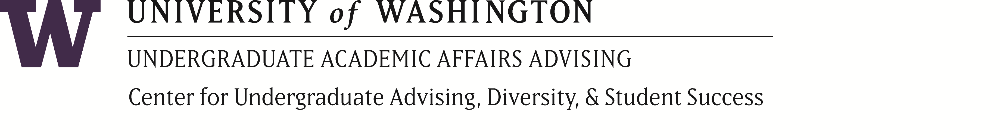 W
UNIVERSITY of WASHINGTON
UNDERGRADUATE ACADEMIC AFFAIRS ADVISING
Center for Undergraduate Advising, Diversity, & Student Success